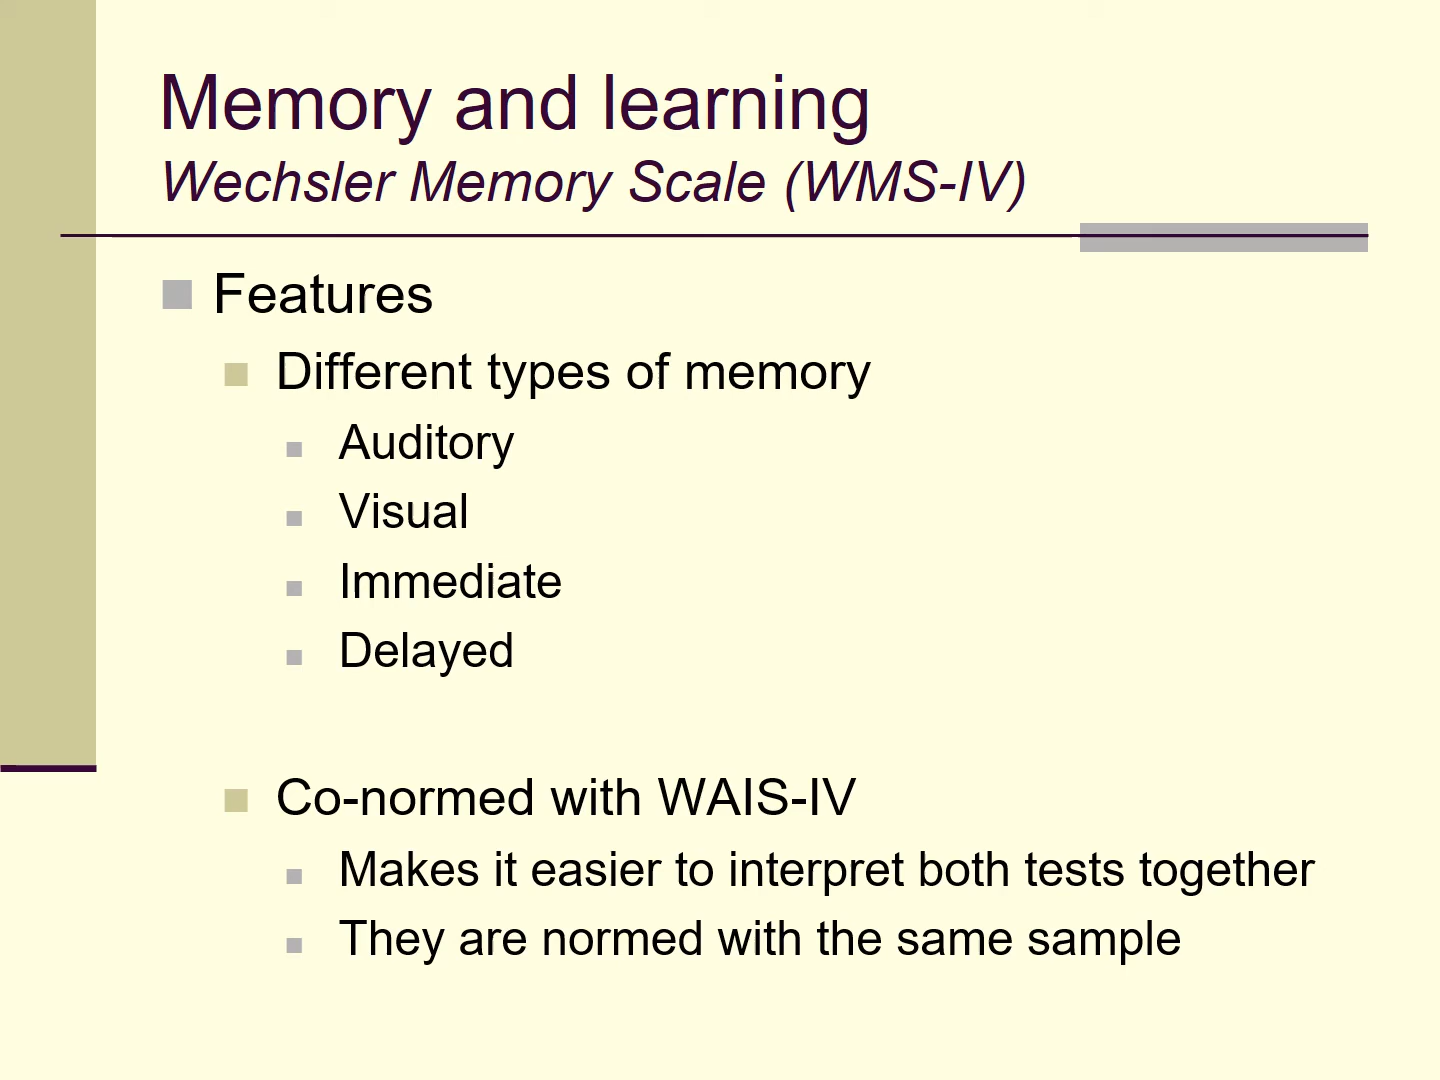 Memory and learning
Wechsler Memory Scale (WMS-IV)
Features
Different types of memory
Auditory
Visual
Immediate
Delayed
Co-normed with WAIS-IV
Makes it easier to interpret both tests together
They are normed with the same sample